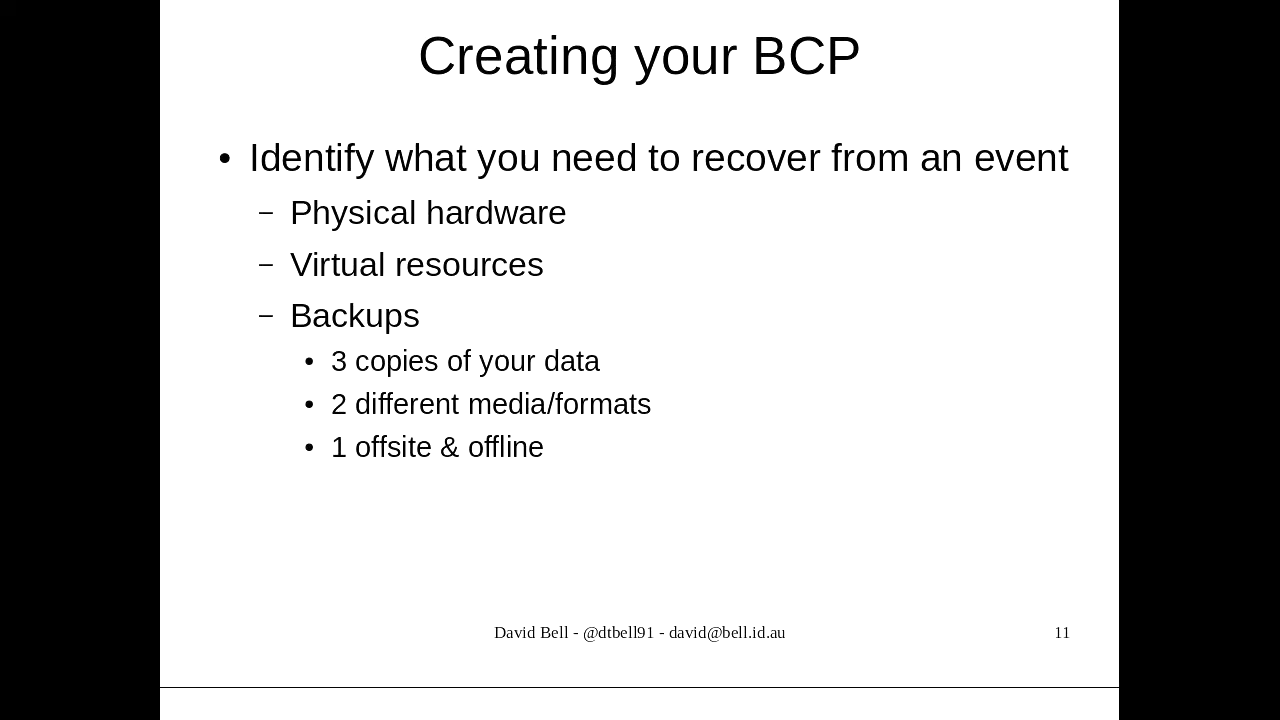 Creating your BCP
• Identify what you need to recover from an event
– Physical hardware
– Virtual resources
– Backups
• 3 copies of your data
• 2 different media/formats
• 1 offsite & offline
David Bell - @dtbell91 - david@bell.id.au 11